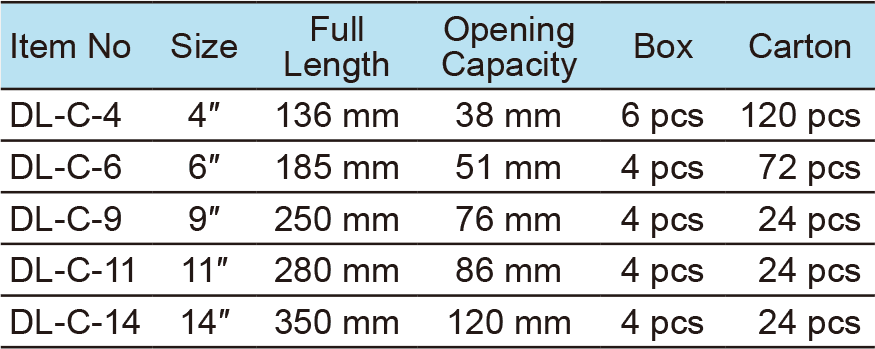 Item No Size Full Length Opening Capacity Box Carton
DL-C-4 4″ 136 mm 38 mm 6 pcs 120 pcs
DL-C-6 6″ 185 mm 51 mm 4 pcs 72 pcs
DL-C-9 9″ 250 mm 76 mm 4 pcs 24 pcs
DL-C-11 11″ 280 mm 86 mm 4 pcs 24 pcs
DL-C-14 14″ 350 mm 120 mm 4 pcs 24 pcs